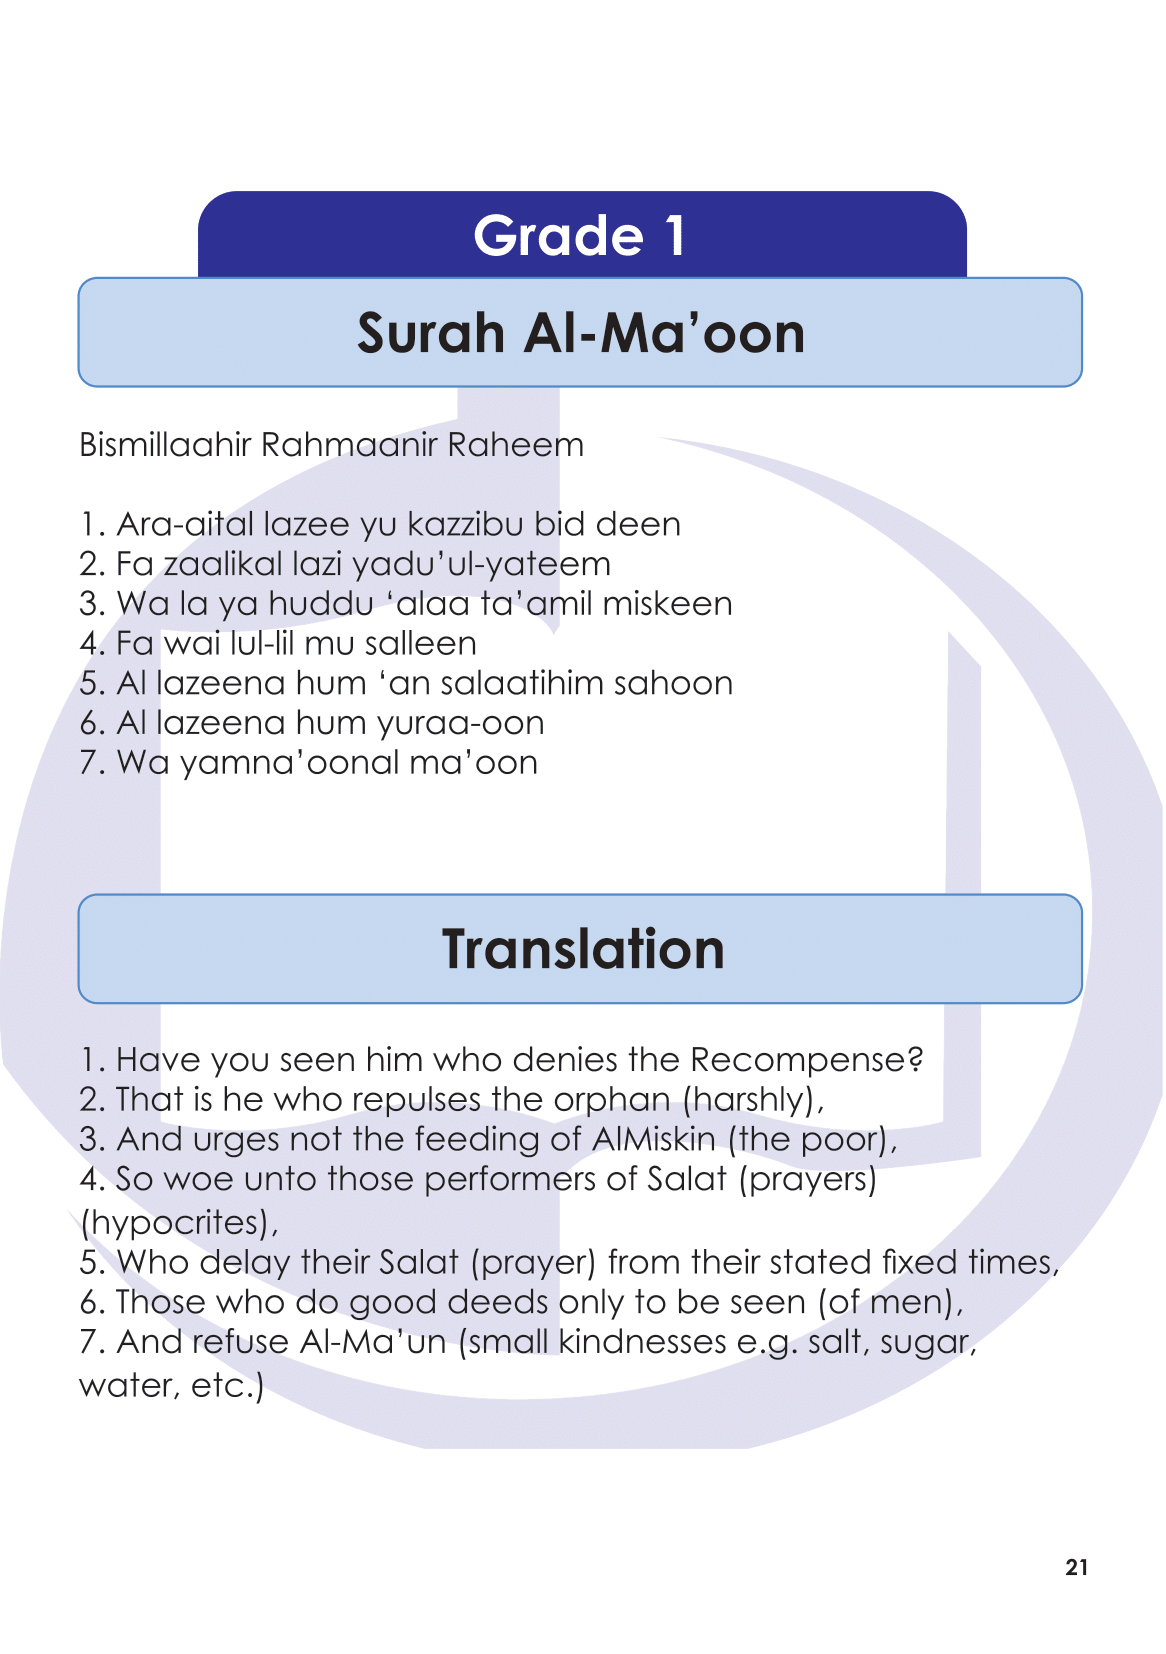 Grade 1
Surah Al-Ma’oon
Bismillaahir Rahmaanir Raheem
1. Ara-aital lazee yu kazzibu bid deen
2. Fa zaalikal lazi yadu’ul-yateem
3. Wa la ya huddu ‘alaa ta’amil miskeen
4. Fa wai lul-lil mu salleen
5. Al lazeena hum ‘an salaatihim sahoon
6. Al lazeena hum yuraa-oon
7. Wa yamna’oonal ma’oon
Translation
1. Have you seen him who denies the Recompense?
2. That is he who repulses the orphan (harshly),
3. And urges not the feeding of AlMiskin (the poor),
4. So woe unto those performers of Salat (prayers)
(hypocrites),
5. Who delay their Salat (prayer) from their stated fixed times,
6. Those who do good deeds only to be seen (of men),
7. And refuse Al-Ma’un (small kindnesses e.g. salt, sugar,
water, etc.)
21